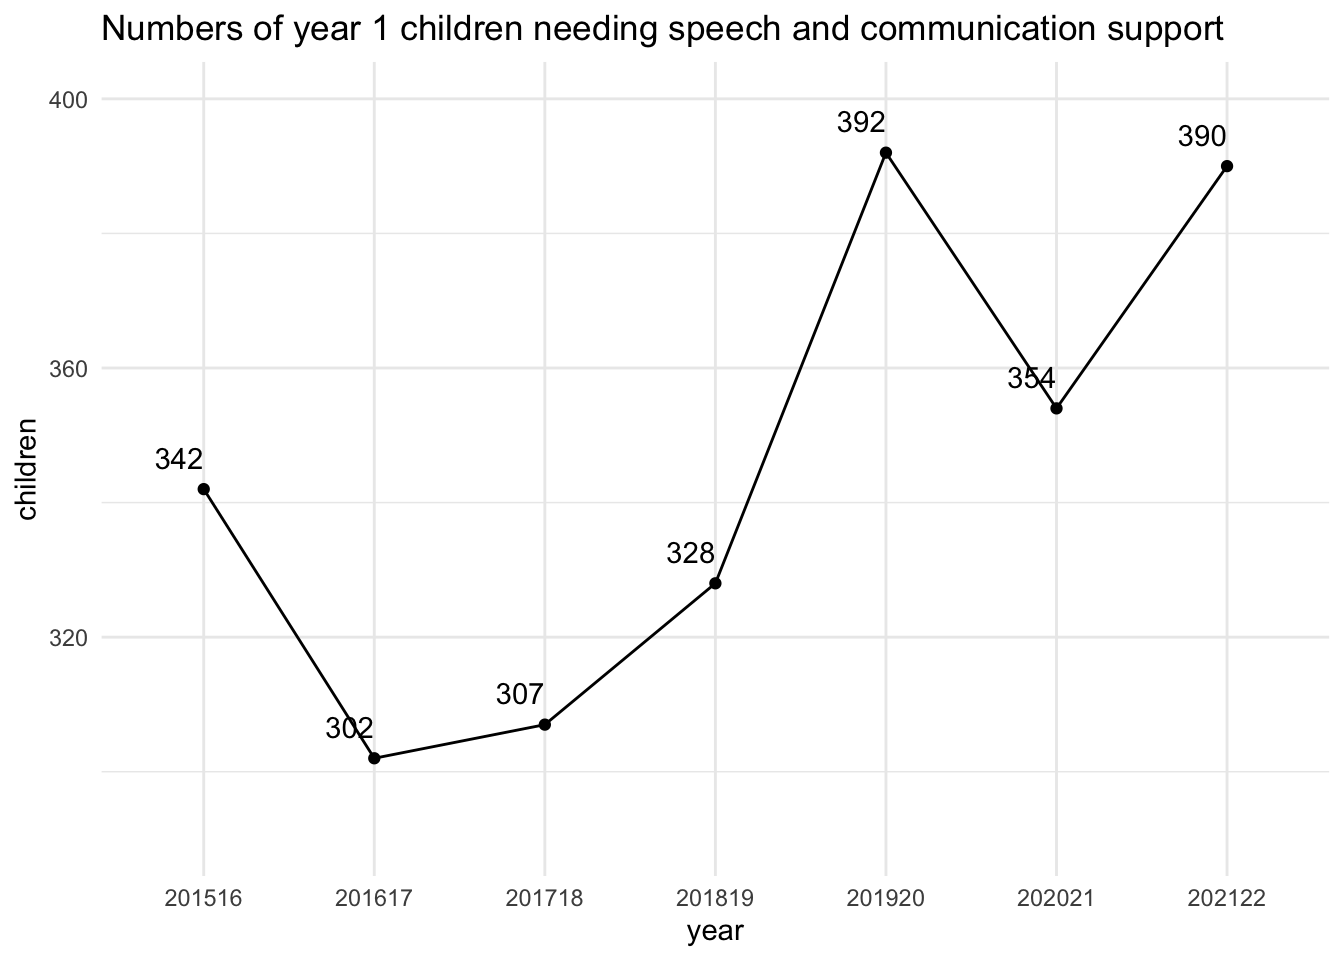 Numbers of year 1 children needing speech and communication support
400
392
390
360
354
342
328
320
307
302
children
201516 201617 201718 201819 201920 202021 202122
year